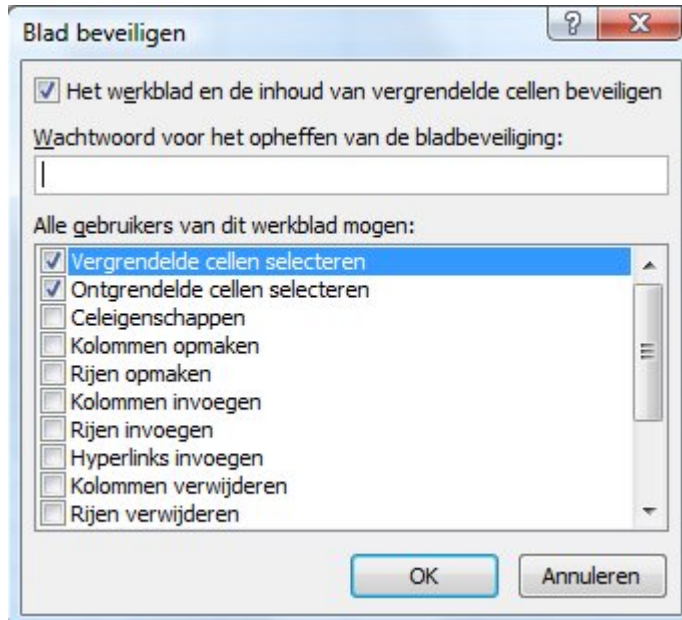 Blad beveiligen
Het werkblad en de inhoud van vergrendelde cellen beveiligen
Wachtwoord voor het opheffen van de bladbeveiliging:
Alle gebruikers van dit werkblad mogen:
Vergrendelde cellen selecteren
Ontgrendelde cellen selecteren
Celeigenschappen
Kolommen opmaken
Rijen opmaken
Kolommen invoegen
Rijen invoegen
Hyperlinks invoegen
Kolommen verwijderen
Rijen verwijderen
OK Annuleren